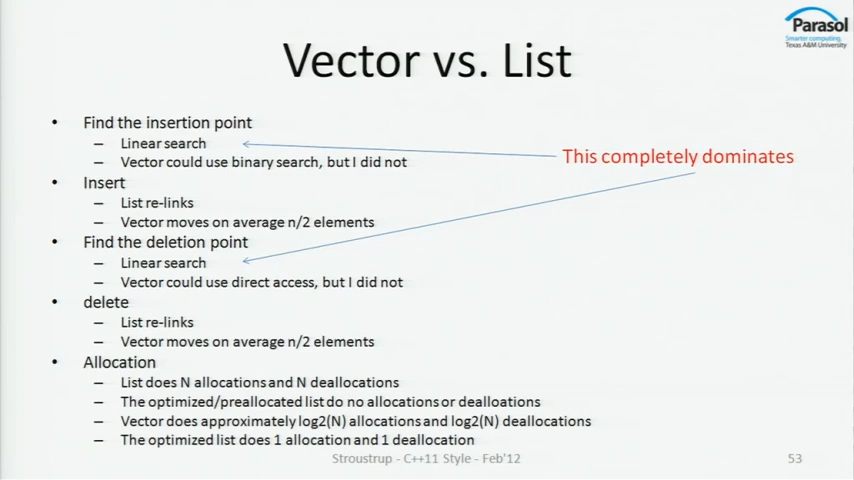 Parasol
Smarter computing.
Texas A&M University
Vector vs. List
• Find the insertion point
– Linear search
– Vector could use binary search, but I did not
This completely dominates
• Insert
– List re-links
– Vector moves on average n/2 elements
• Find the deletion point
– Linear search
– Vector could use direct access, but I did not
• delete
– List re-links
– Vector moves on average n/2 elements
• Allocation
– List does N allocations and N deallocations
– The optimized/preallocated list do no allocations or dealloations
– Vector does approximately log2(N) allocations and log2(N) deallocations
– The optimized list does 1 allocation and 1 deallocation
Stroustrup - C++11 Style - Feb'12
53